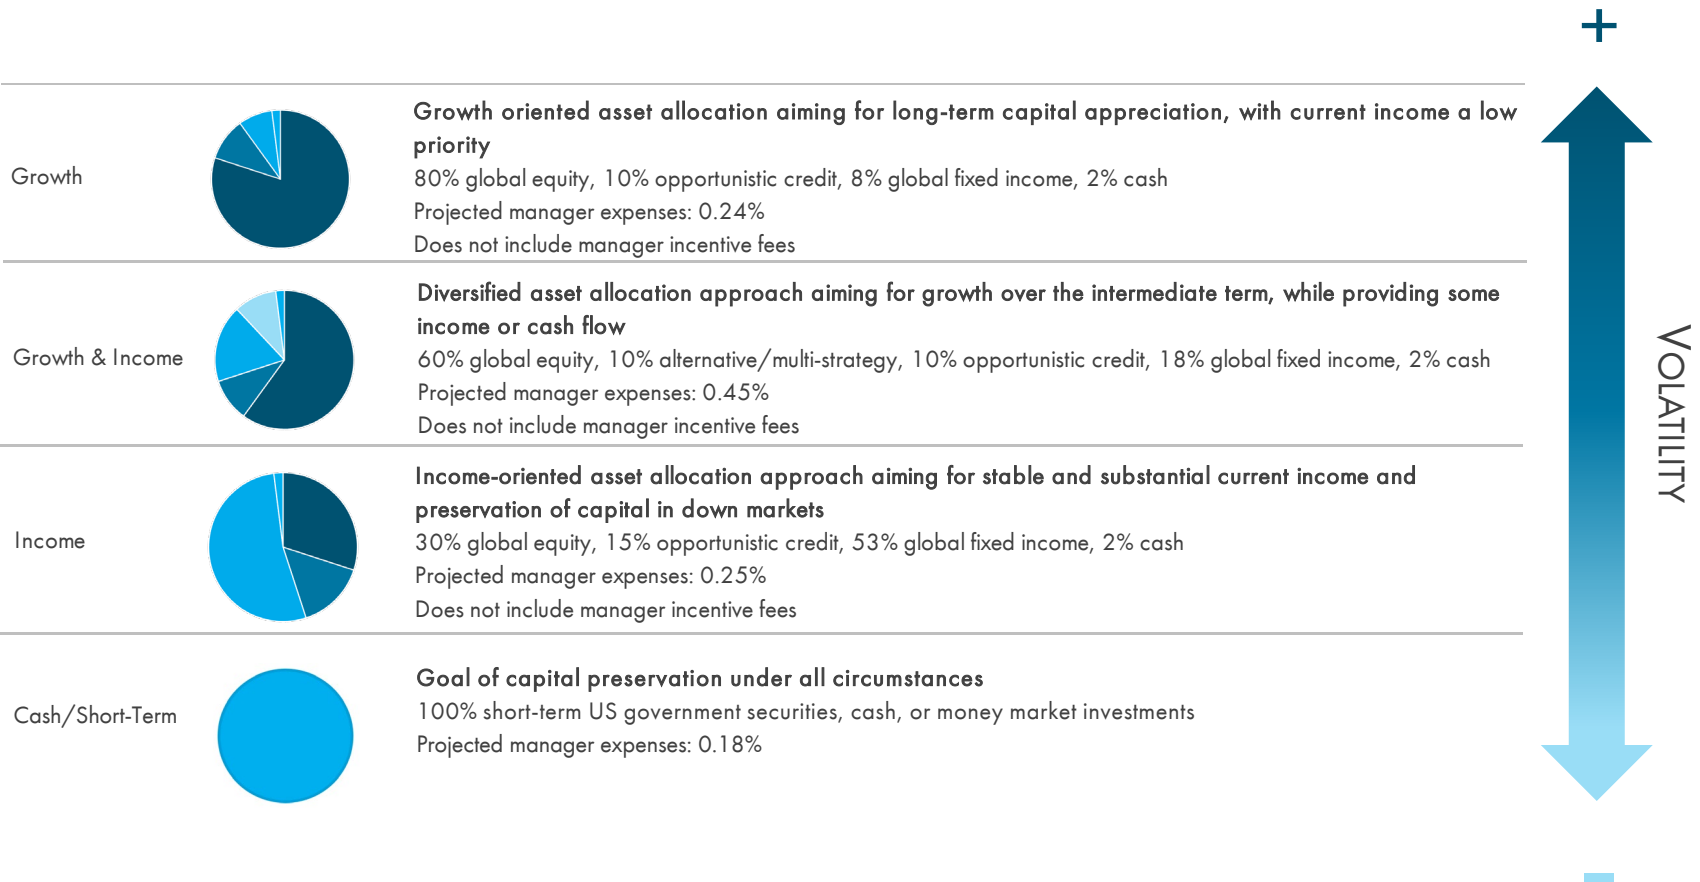 +
Growth
Growth oriented asset allocation aiming for long-term capital appreciation, with current income a low
priority
80% global equity, 10% opportunistic credit, 8% global fixed income, 2% cash
Projected manager expenses: 0.24%
Does not include manager incentive fees
Growth & Income
Diversified asset allocation approach aiming for growth over the intermediate term, while providing some
income or cash flow
60% global equity, 10% alternative/multi-strategy, 10% opportunistic credit, 18% global fixed income, 2% cash
Projected manager expenses: 0.45%
Does not include manager incentive fees
Income
Income-oriented asset allocation approach aiming for stable and substantial current income and
preservation of capital in down markets
30% global equity, 15% opportunistic credit, 53% global fixed income, 2% cash
Projected manager expenses: 0.25%
Does not include manager incentive fees
Cash/Short-Term
Goal of capital preservation under all circumstances
100% short-term US government securities, cash, or money market investments
Projected manager expenses: 0.18%
VOLATILITY
-